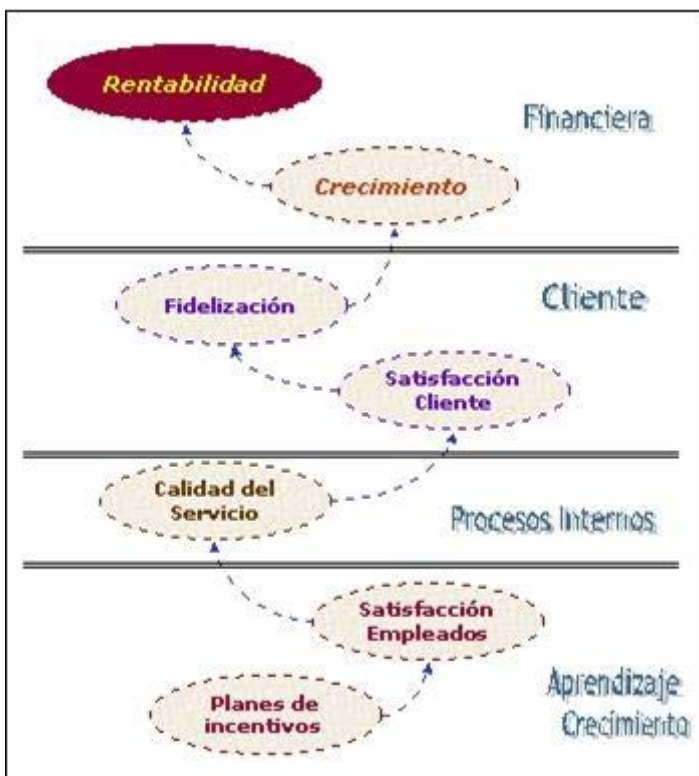 Rentabilidad
Financiera
Crecimiento
Fidelización
Cliente
Satisfacción
Cliente
Calidad del
Servicio
Procesos Internos
Satisfacción
Empleados
Planes de
incentivos
Aprendizaje
Crecimiento